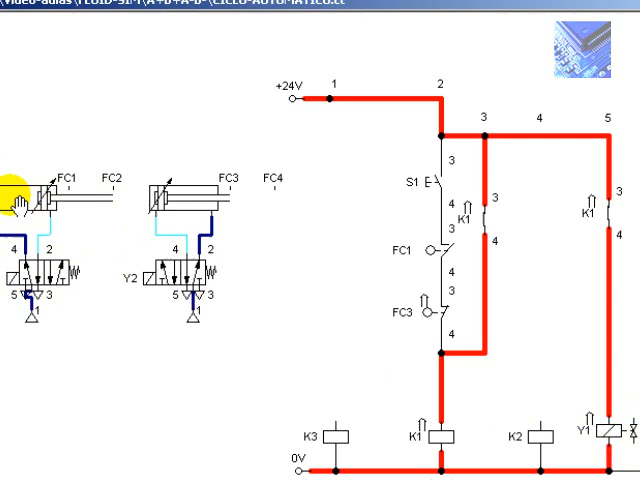 \Video-aulas\FLUID-SIM\A+B+A-B-\CICLO-AUTOMATICO.ct
+24V 1 2
3 4 5
3
S1
4
3
K1
4
3
K1
4
FC1 FC2 FC3 FC4
3
FC1
4
3
FC3
4
4 2
5 3
1
Y2
4 2
5 3
1
K3 K1 K2 Y1
0V